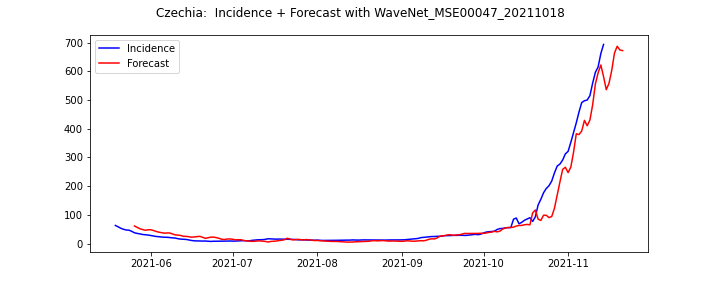 Czechia:  Incidence + Forecast with WaveNet_MSE00047_20211018
Incidence
Forecast
700
600
500
400
300
200
100
0
2021-06 2021-07 2021-08 2021-09 2021-10 2021-11